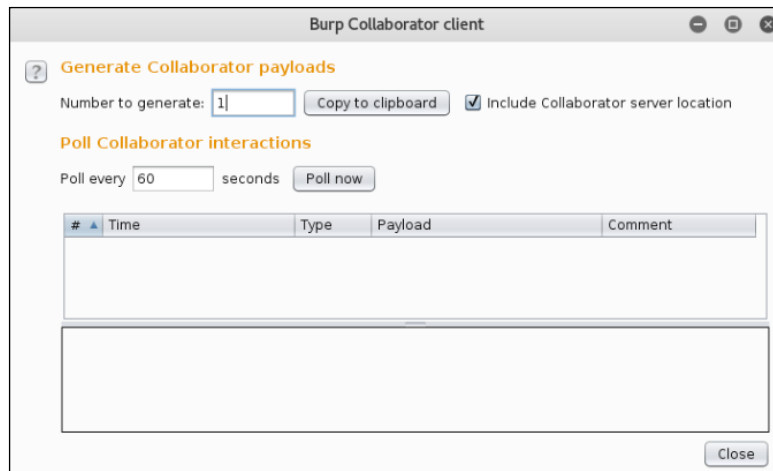 Burp Collaborator client
?
Generate Collaborator payloads
Number to generate: 1 Copy to clipboard Include Collaborator server location
Poll Collaborator interactions
Poll every 60 seconds Poll now
# Time Type Payload Comment
Close